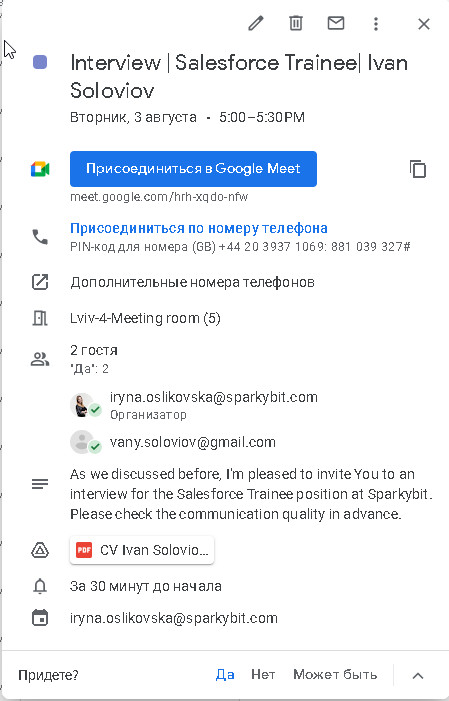 Interview | Salesforce Trainee| Ivan
Soloviov
Вторник, 3 августа · 5:00–5:30PM
Присоединиться в Google Meet
meet.google.com/hrh-xqdo-nfw
Присоединиться по номеру телефона
PIN-код для номера (GB) +44 20 3937 1069: 881 039 327#
Дополнительные номера телефонов
Lviv-4-Meeting room (5)
2 гостя
"Да": 2
iryna.oslikovska@sparkybit.com
Организатор
vany.soloviov@gmail.com
As we discussed before, I'm pleased to invite You to an
interview for the Salesforce Trainee position at Sparkybit.
Please check the communication quality in advance.
PDF CV Ivan Solovio...
За 30 минут до начала
iryna.oslikovska@sparkybit.com
Придете? Да Нет Может быть